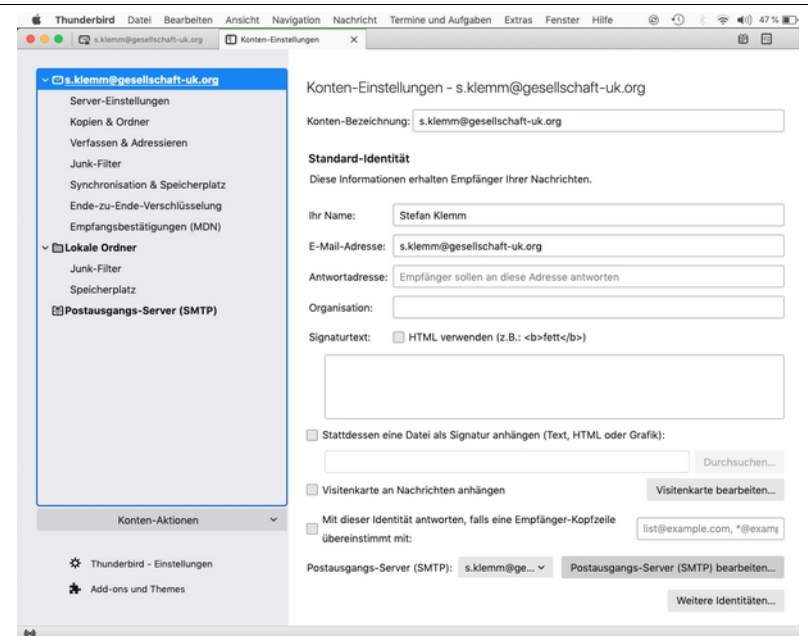 Thunderbird Datei Bearbeiten Ansicht Navigation Nachricht Termine und Aufgaben Extras Fenster Hilfe 47 %
s.klemm@gesellschaft-uk.org Konten-Einstellungen
s.klemm@gesellschaft-uk.org
Server-Einstellungen
Kopien & Ordner
Verfassen & Adressieren
Junk-Filter
Synchronisation & Speicherplatz
Ende-zu-Ende-Verschlüsselung
Empfangsbestätigungen (MDN)
Lokale Ordner
Junk-Filter
Speicherplatz
Postausgangs-Server (SMTP)
Konten-Aktionen
Thunderbird - Einstellungen
Add-ons und Themes
Konten-Einstellungen - s.klemm@gesellschaft-uk.org
Konten-Bezeichnung: s.klemm@gesellschaft-uk.org
Standard-Identität
Diese Informationen erhalten Empfänger Ihrer Nachrichten.
Ihr Name: Stefan Klemm
E-Mail-Adresse: s.klemm@gesellschaft-uk.org
Antwortadresse: Empfänger sollen an diese Adresse antworten
Organisation:
Signaturtext: HTML verwenden (z.B.: <b>fett</b>)
Stattdessen eine Datei als Signatur anhängen (Text, HTML oder Grafik):
Durchsuchen...
Visitenkarte an Nachrichten anhängen Visitenkarte bearbeiten...
Mit dieser Identität antworten, falls eine Empfänger-Kopfzeile
übereinstimmt mit: list@example.com, *@examp
Postausgangs-Server (SMTP): s.klemm@ge... Postausgangs-Server (SMTP) bearbeiten...
Weitere Identitäten...